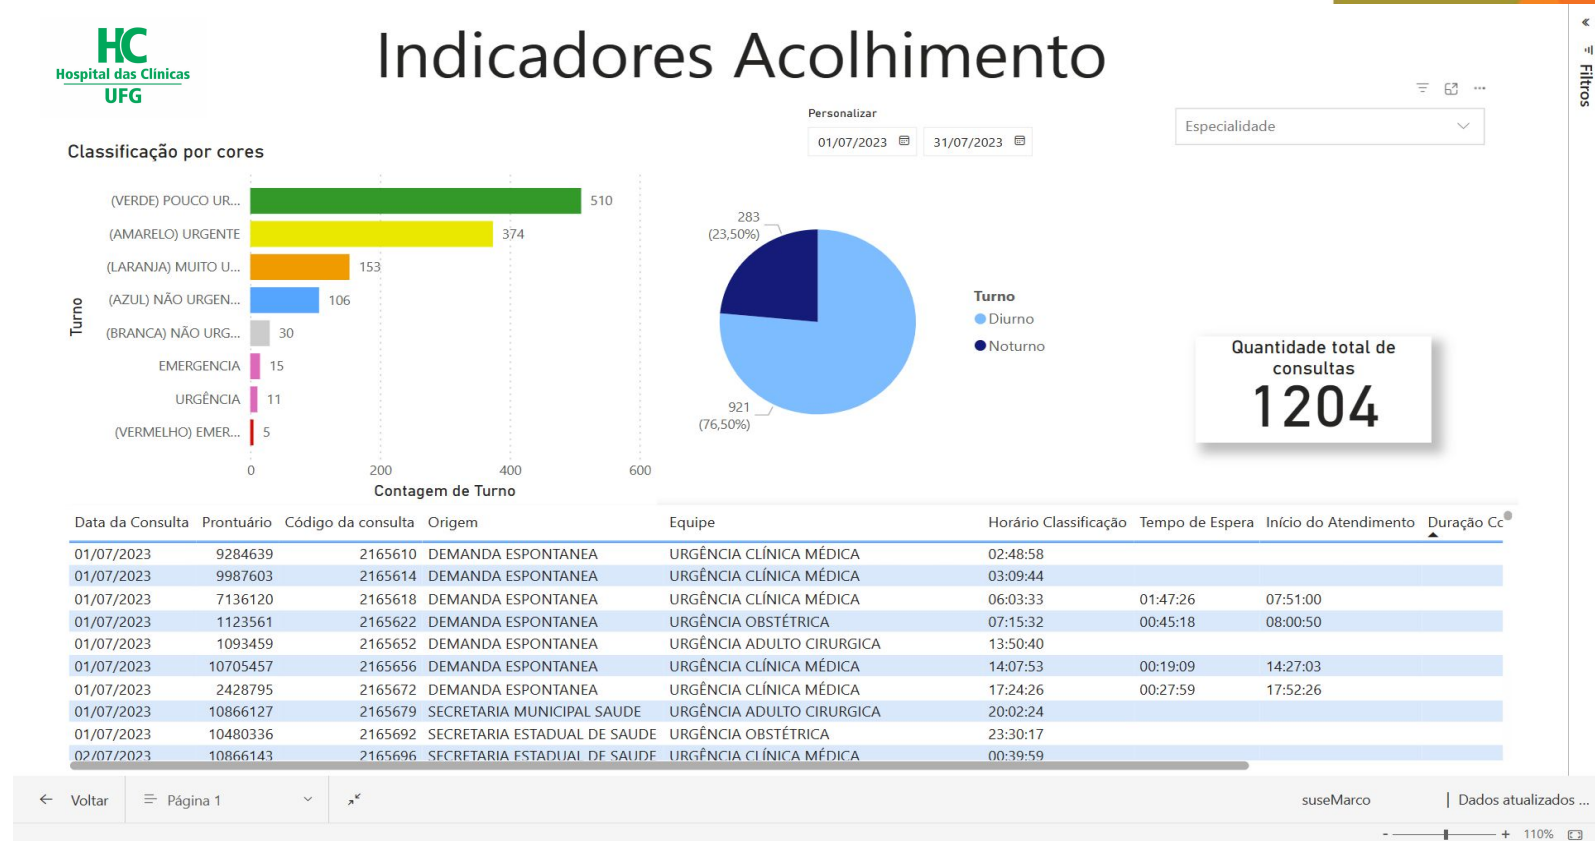 HC
Hospital das Clínicas
UFG
Indicadores Acolhimento
Filtros
Personalizar
01/07/2023 31/07/2023
Especialidade
Classificação por cores
Turno
(VERDE) POUCO UR... 510
(AMARELO) URGENTE 374
(LARANJA) MUITO U... 153
(AZUL) NÃO URGEN... 106
(BRANCA) NÃO URG... 30
EMERGENCIA 15
URGÊNCIA 11
(VERMELHO) EMER... 5
0 200 400 600
Contagem de Turno
283
(23,50%)
921
(76,50%)
Turno
Diurno
Noturno
Quantidade total de
consultas
1204
Data da Consulta Prontuário Código da consulta Origem Equipe Horário Classificação Tempo de Espera Início do Atendimento Duração Cc
01/07/2023 9284639 2165610 DEMANDA ESPONTANEA URGÊNCIA CLÍNICA MÉDICA 02:48:58
01/07/2023 9987603 2165614 DEMANDA ESPONTANEA URGÊNCIA CLÍNICA MÉDICA 03:09:44
01/07/2023 7136120 2165618 DEMANDA ESPONTANEA URGÊNCIA CLÍNICA MÉDICA 06:03:33 01:47:26 07:51:00
01/07/2023 1123561 2165622 DEMANDA ESPONTANEA URGÊNCIA OBSTÉTRICA 07:15:32 00:45:18 08:00:50
01/07/2023 1093459 2165652 DEMANDA ESPONTANEA URGÊNCIA ADULTO CIRURGICA 13:50:40
01/07/2023 10705457 2165656 DEMANDA ESPONTANEA URGÊNCIA CLÍNICA MÉDICA 14:07:53 00:19:09 14:27:03
01/07/2023 2428795 2165672 DEMANDA ESPONTANEA URGÊNCIA CLÍNICA MÉDICA 17:24:26 00:27:59 17:52:26
01/07/2023 10866127 2165679 SECRETARIA MUNICIPAL SAUDE URGÊNCIA ADULTO CIRURGICA 20:02:24
01/07/2023 10480336 2165692 SECRETARIA ESTADUAL DE SAUDE URGÊNCIA OBSTÉTRICA 23:30:17
02/07/2023 10866143 2165696 SECRETARIA ESTADUAL DE SAUDE URGÊNCIA CLÍNICA MÉDICA 00:39:59
Voltar Página 1 suseMarco | Dados atualizados ...
- + 110%